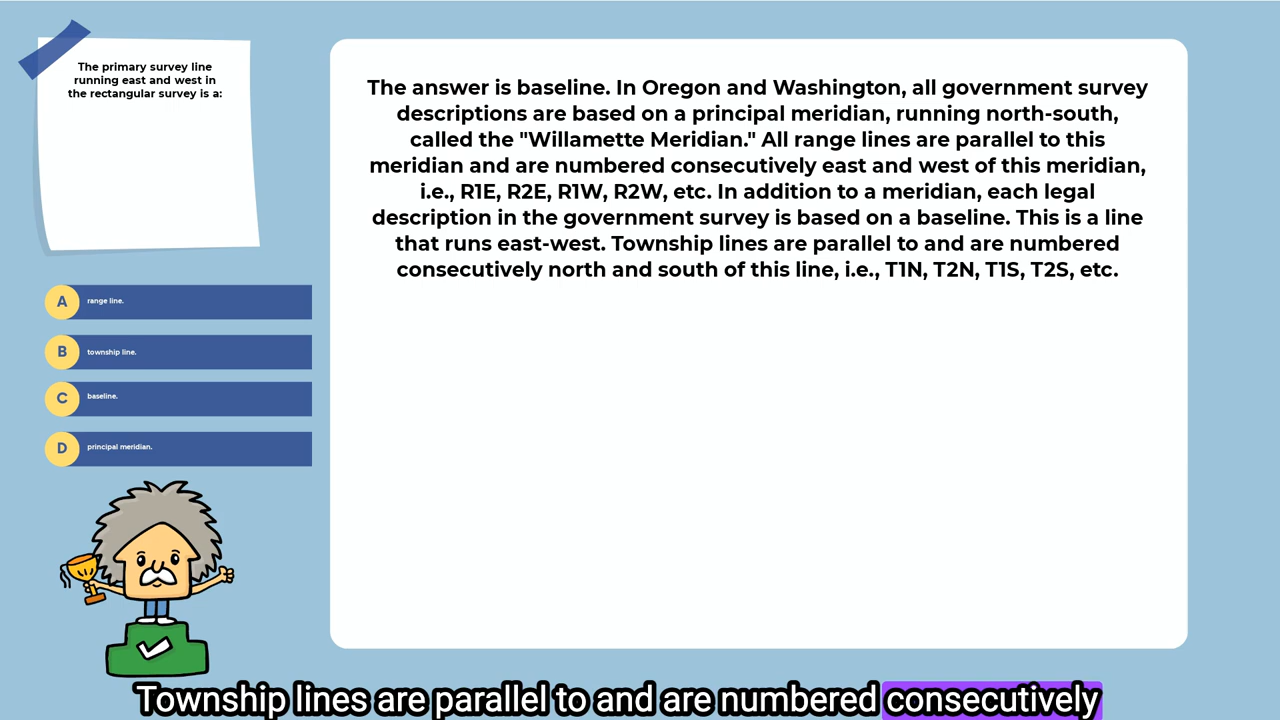 The primary survey line
running east and west in
the rectangular survey is a:
A range line.
B township line.
C baseline.
D principal meridian.
The answer is baseline. In Oregon and Washington, all government survey
descriptions are based on a principal meridian, running north-south,
called the "Willamette Meridian." All range lines are parallel to this
meridian and are numbered consecutively east and west of this meridian,
i.e., R1E, R2E, R1W, R2W, etc. In addition to a meridian, each legal
description in the government survey is based on a baseline. This is a line
that runs east-west. Township lines are parallel to and are numbered
consecutively north and south of this line, i.e., T1N, T2N, T1S, T2S, etc.
Township lines are parallel to and are numbered consecutively